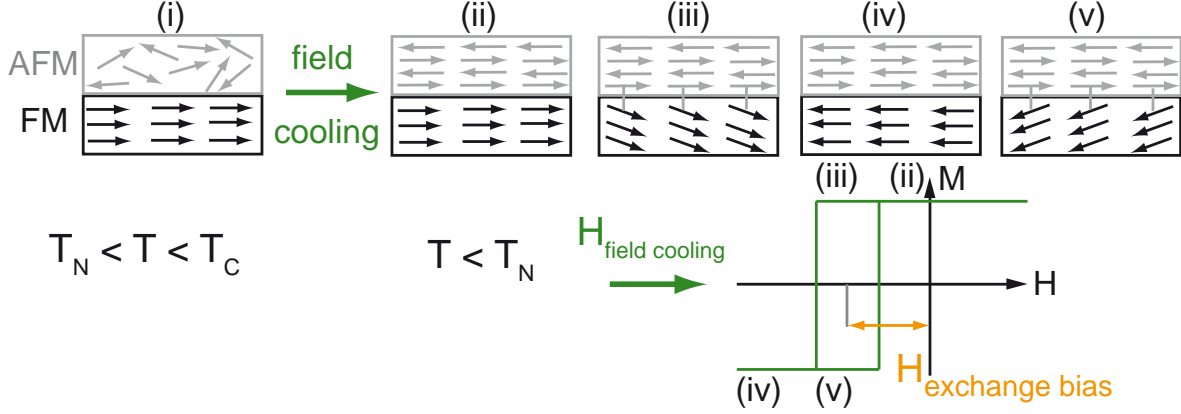 (i) (ii) (iii) (iv) (v)
AFM
field
FM
cooling
(iii) (ii) M
T_N < T < T_C
T < T_N
H_field cooling
H
(iv) (v)
H_exchange bias